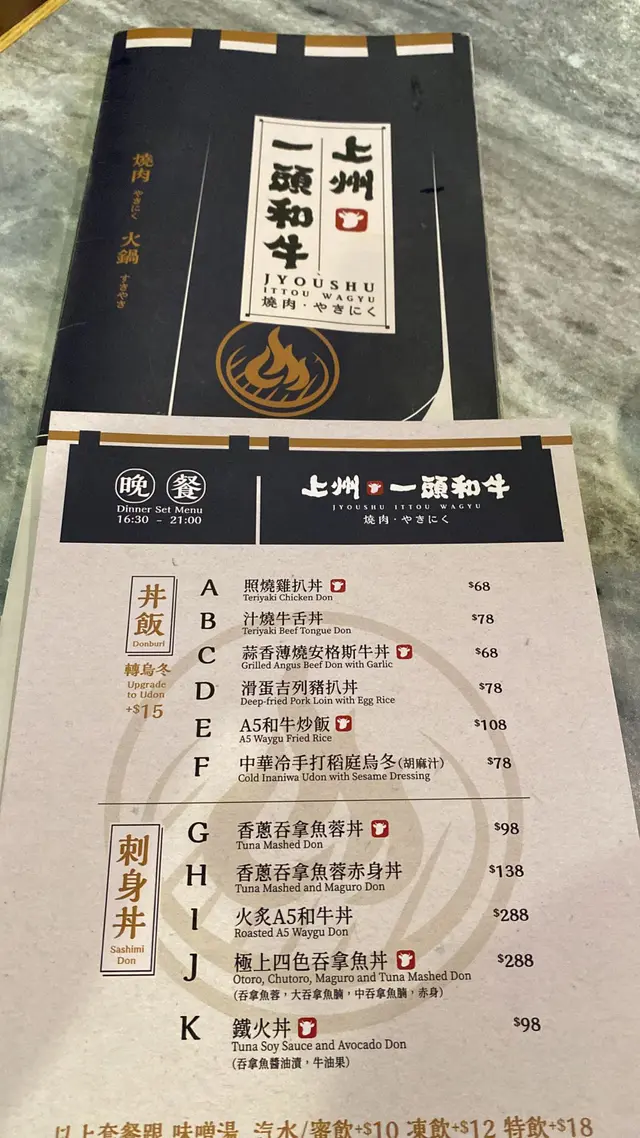 上州
一頭和牛
JYOUSHU
ITTOU WAGYU
燒肉・やきにく
燒肉 やきにく 火鍋 すきやき
晚餐
Dinner Set Menu
16:30 - 21:00
上州 一頭和牛
JYOUSHU ITTOU WAGYU
燒肉・やきにく
丼飯
Donburi
轉烏冬
Upgrade
to Udon
+$15
A 照燒雞扒丼 $68
Teriyaki Chicken Don
B 汁燒牛舌丼 $78
Teriyaki Beef Tongue Don
C 蒜香薄燒安格斯牛丼 $68
Grilled Angus Beef Don with Garlic
D 滑蛋吉列豬扒丼 $78
Deep-fried Pork Loin with Egg Rice
E A5和牛炒飯 $108
A5 Waygu Fried Rice
F 中華冷手打稻庭烏冬(胡麻汁) $78
Cold Inaniwa Udon with Sesame Dressing
刺身丼
Sashimi
Don
G 香蔥吞拿魚蓉丼 $98
Tuna Mashed Don
H 香蔥吞拿魚蓉赤身丼 $138
Tuna Mashed and Maguro Don
I 火炙A5和牛丼 $288
Roasted A5 Waygu Don
J 極上四色吞拿魚丼 $288
Otoro, Chutoro, Maguro and Tuna Mashed Don
(吞拿魚蓉，大吞拿魚腩，中吞拿魚腩，赤身)
K 鐵火丼 $98
Tuna Soy Sauce and Avocado Don
(吞拿魚醬油漬，牛油果)
以上套餐跟 味噌湯 汽水/蜜飲+$10 凍飲+$12 特飲+$18